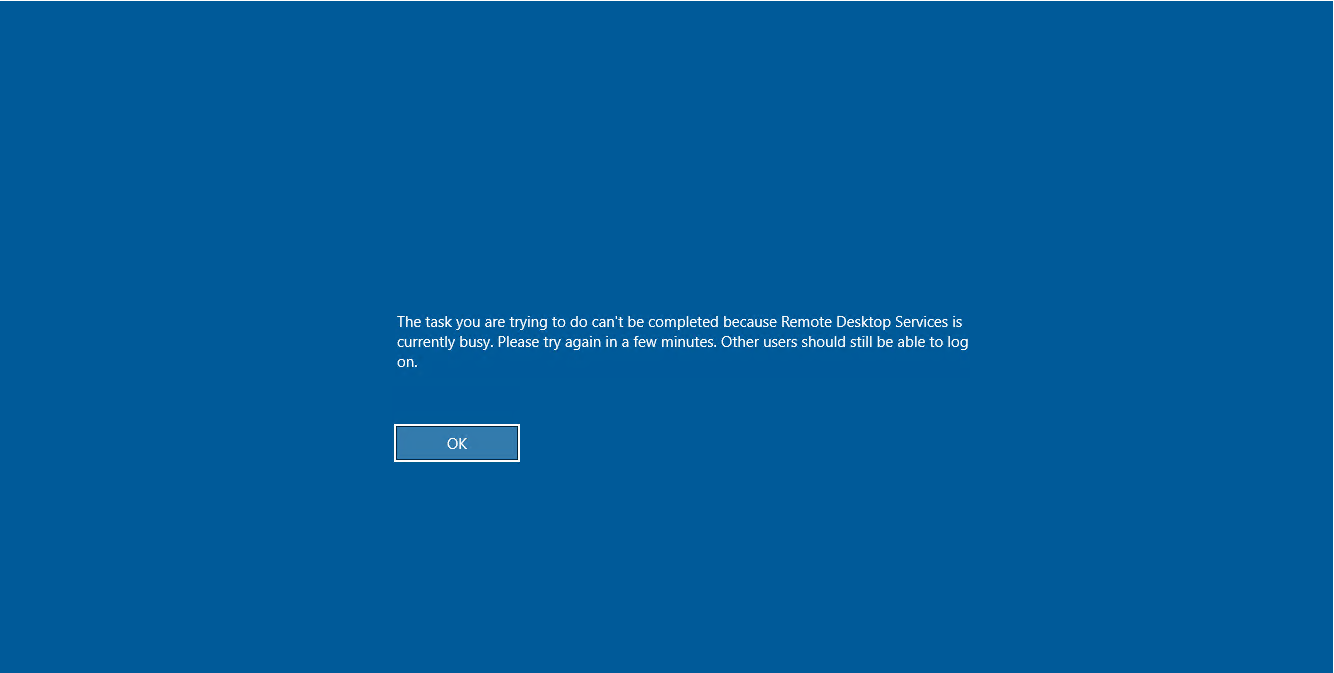 The task you are trying to do can't be completed because Remote Desktop Services is
currently busy. Please try again in a few minutes. Other users should still be able to log
on.
OK